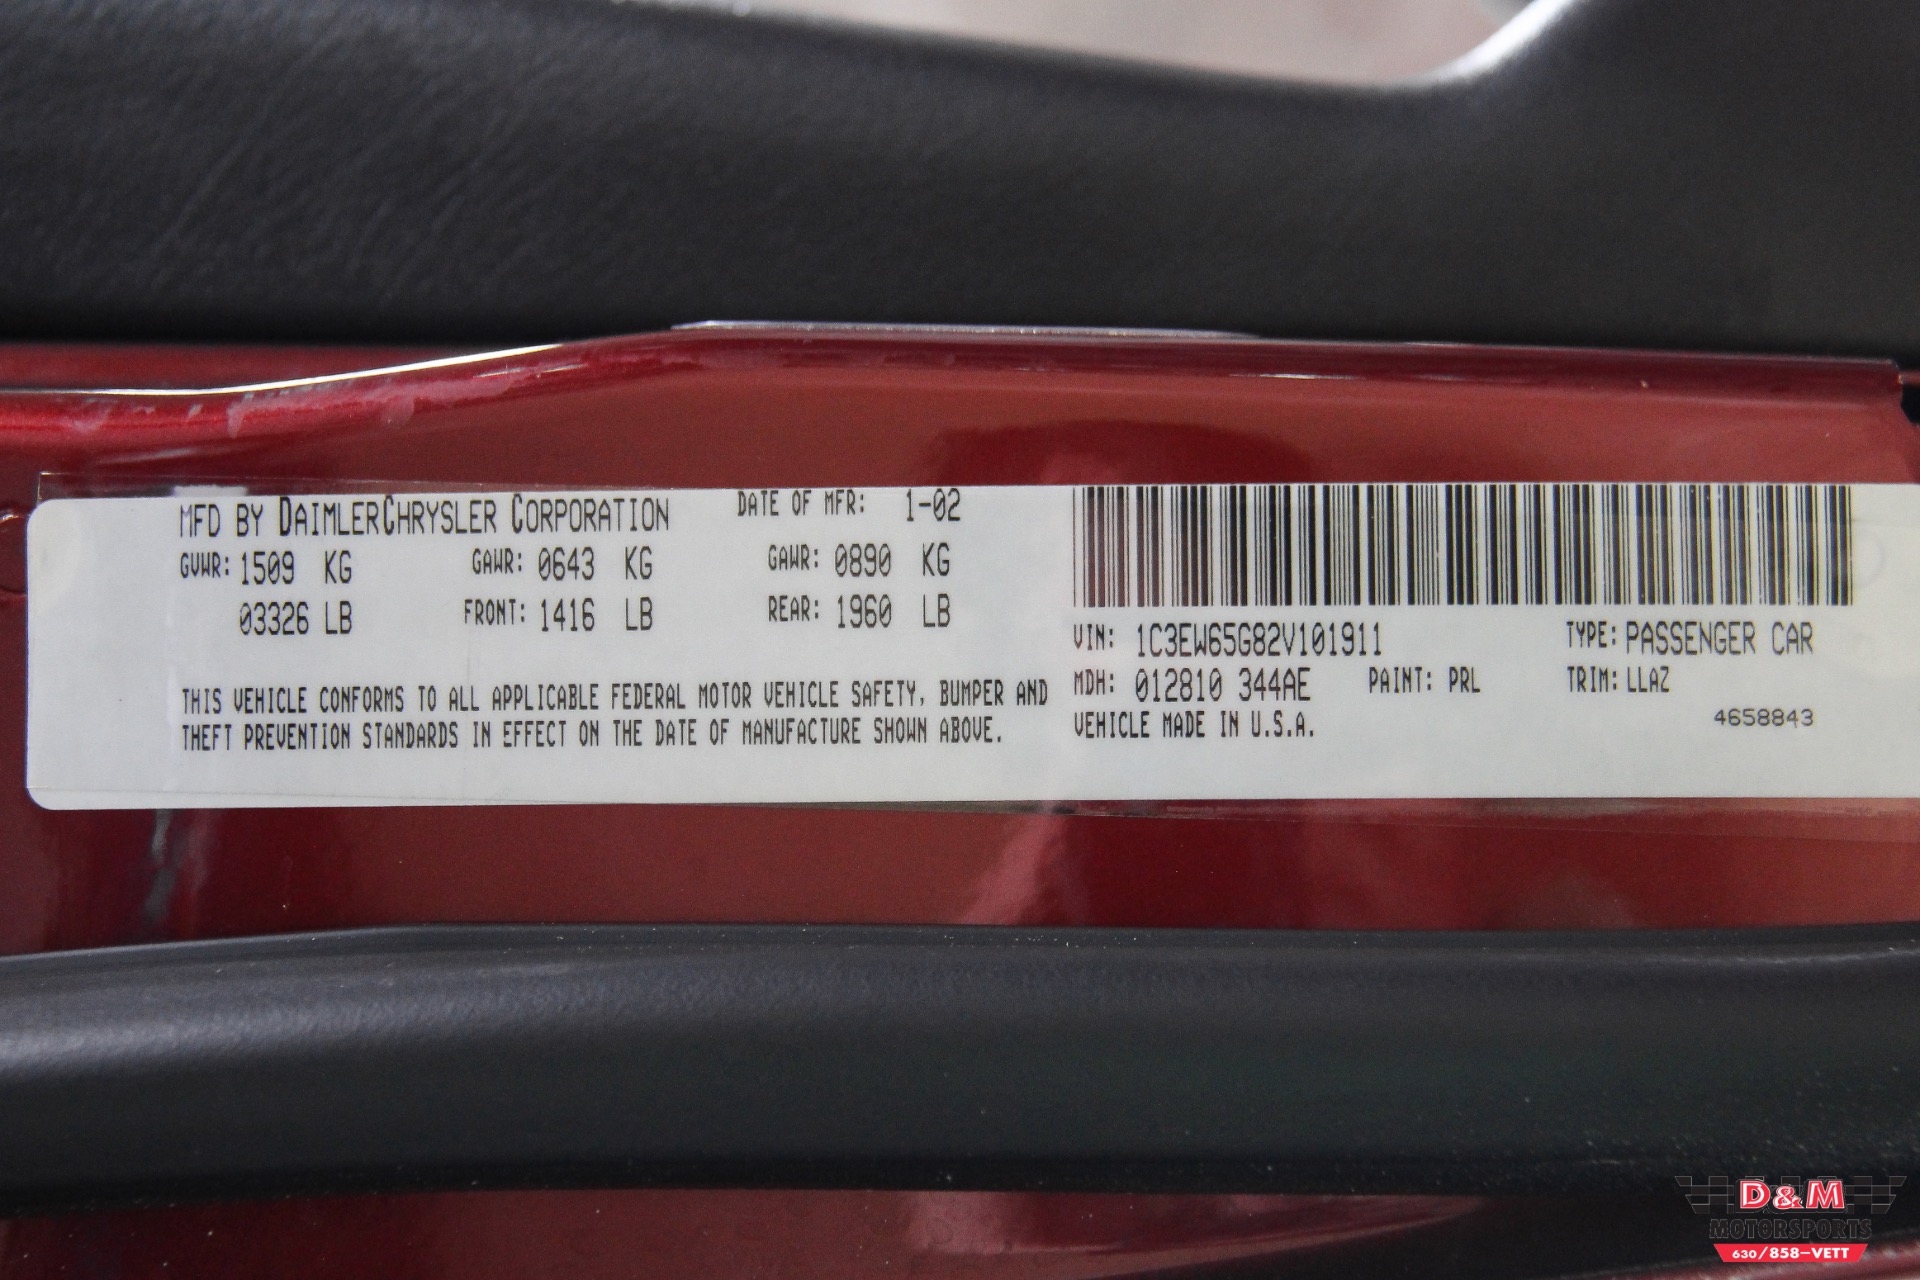 MFD BY DAIMLERCHRYSLER CORPORATION DATE OF MFR: 1-02
GVWR: 1509 KG GAWR: 0643 KG GAWR: 0890 KG
03326 LB FRONT: 1416 LB REAR: 1960 LB
THIS VEHICLE CONFORMS TO ALL APPLICABLE FEDERAL MOTOR VEHICLE SAFETY, BUMPER AND
THEFT PREVENTION STANDARDS IN EFFECT ON THE DATE OF MANUFACTURE SHOWN ABOVE.
VIN: 1C3EW65G82V101911 TYPE: PASSENGER CAR
MDH: 012810 344AE PAINT: PRL TRIM: LLAZ
VEHICLE MADE IN U.S.A. 4658843
D&M
MOTORSPORTS
630/858-VETT